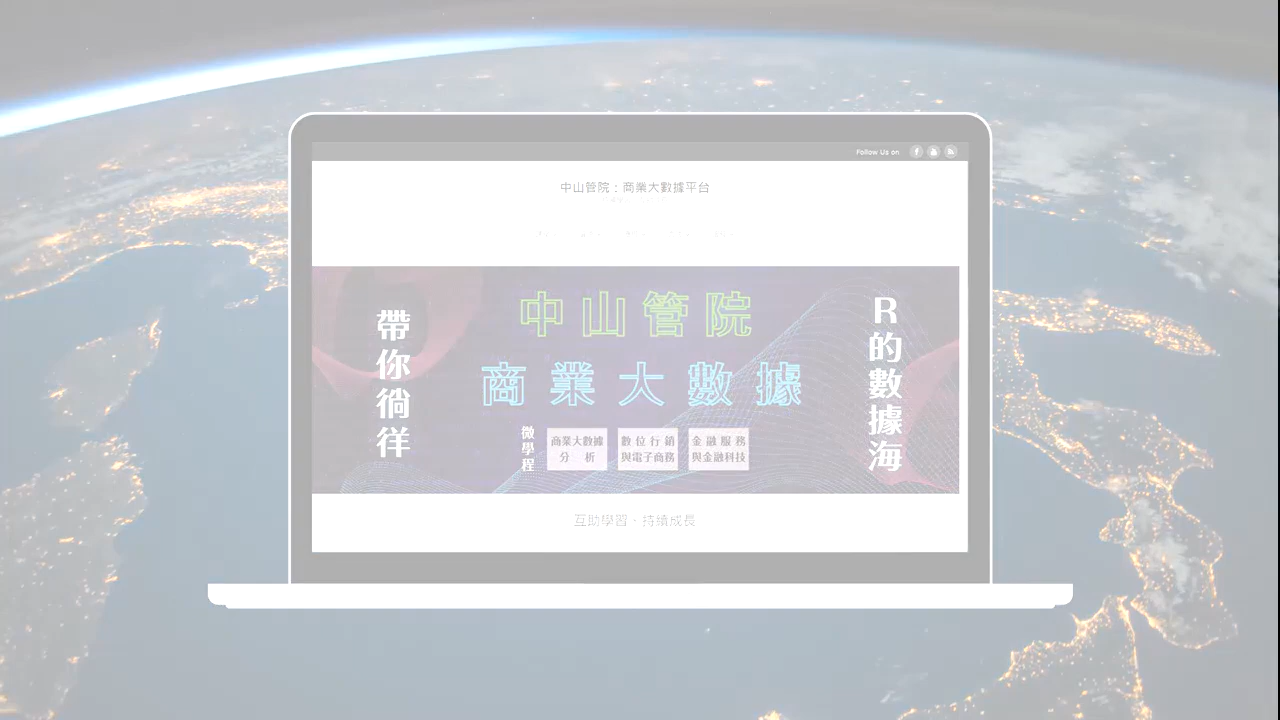 Follow Us on
中山管院：商業大數據平台
帶你徜徉
中山管院
商業大數據
R的數據海
微學程
商業大數據
分 析
數位行銷
與電子商務
金融服務
與金融科技
互助學習、持續成長